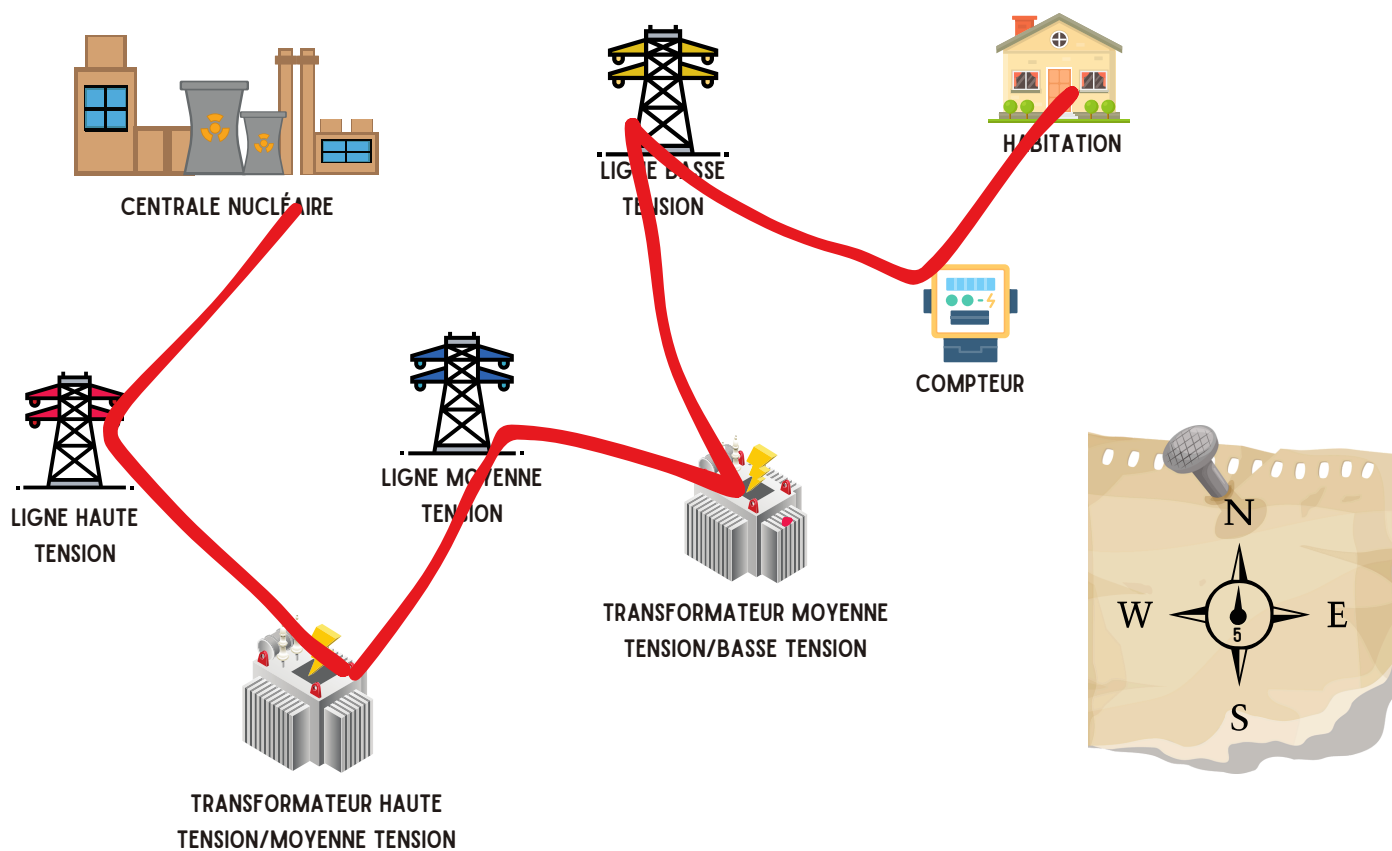 CENTRALE NUCLÉAIRE
LIGNE BASSE
TENSION
HABITATION
COMPTEUR
LIGNE HAUTE
TENSION
LIGNE MOYENNE
TENSION
TRANSFORMATEUR MOYENNE
TENSION/BASSE TENSION
TRANSFORMATEUR HAUTE
TENSION/MOYENNE TENSION
N
W
E
5
S